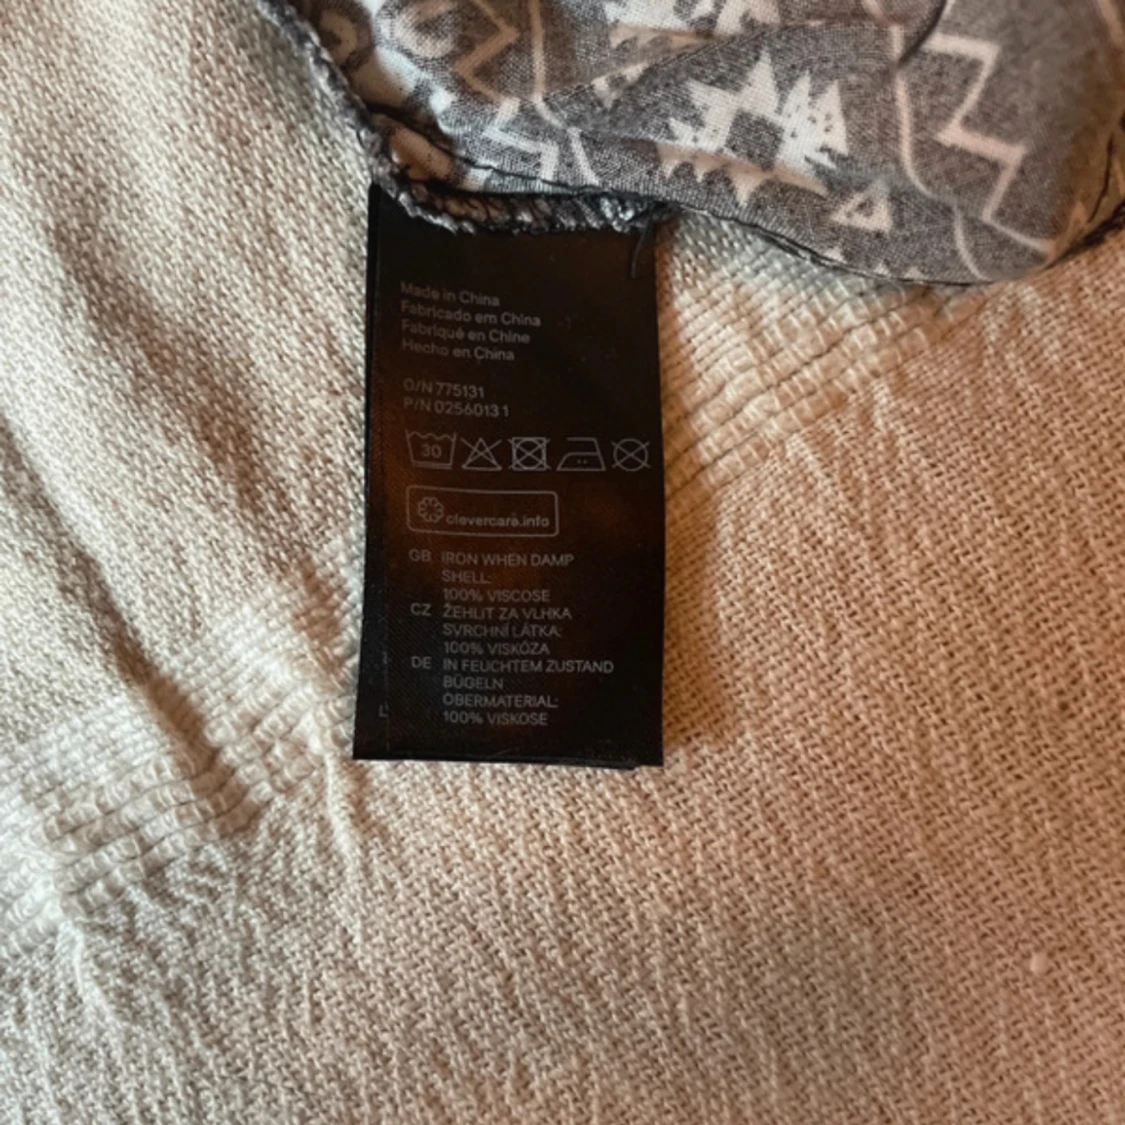 Made in China
Fabricado em China
Fabriqué en Chine
Hecho en China
O/N 775131
P/N 0256013 1
30
clevercare.info
GB IRON WHEN DAMP
SHELL:
100% VISCOSE
CZ ŽEHLIT ZA VLHKA
SVRCHNÍ LÁTKA:
100% VISKÓZA
DE IN FEUCHTEM ZUSTAND
BÜGELN
OBERMATERIAL:
100% VISKOSE